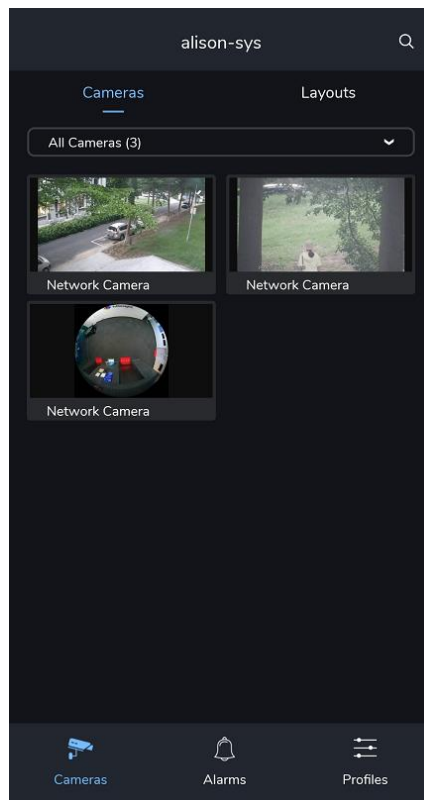 alison-sys
Cameras
Layouts
All Cameras (3)
Network Camera
Network Camera
Network Camera
Cameras
Alarms
Profiles